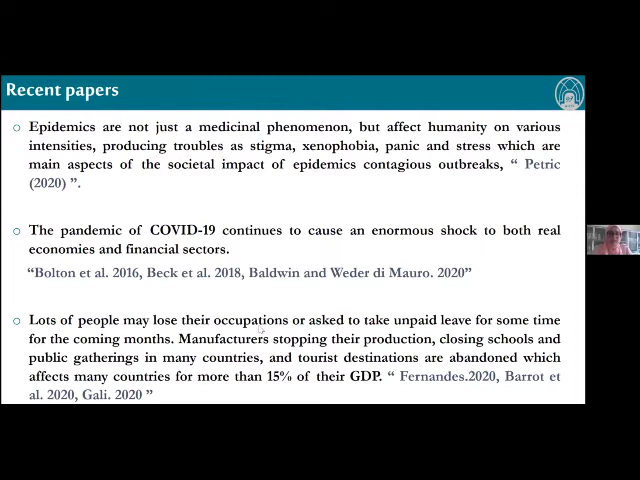 Recent papers
Epidemics are not just a medicinal phenomenon, but affect humanity on various
intensities, producing troubles as stigma, xenophobia, panic and stress which are
main aspects of the societal impact of epidemics contagious outbreaks, “ Petric
(2020) ”.
The pandemic of COVID-19 continues to cause an enormous shock to both real
economies and financial sectors.
“Bolton et al. 2016, Beck et al. 2018, Baldwin and Weder di Mauro. 2020”
Lots of people may lose their occupations or asked to take unpaid leave for some time
for the coming months. Manufacturers stopping their production, closing schools and
public gatherings in many countries, and tourist destinations are abandoned which
affects many countries for more than 15% of their GDP. “ Fernandes.2020, Barrot et
al. 2020, Gali. 2020 ”